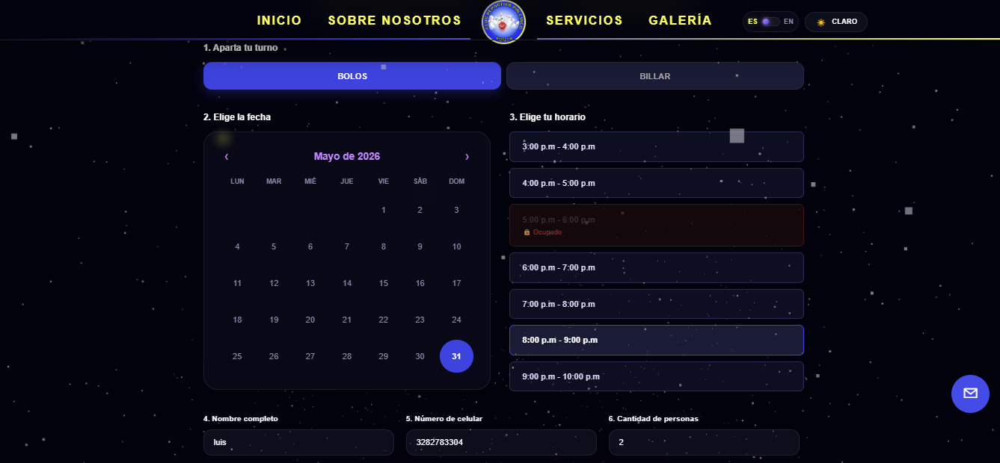 INICIO SOBRE NOSOTROS SERVICIOS GALERÍA ES EN CLARO
1. Aparta tu turno
BOLOS BILLAR
2. Elige la fecha
Mayo de 2026
LUN MAR MIÉ JUE VIE SÁB DOM
1 2 3
4 5 6 7 8 9 10
11 12 13 14 15 16 17
18 19 20 21 22 23 24
25 26 27 28 29 30 31
3. Elige tu horario
3:00 p.m - 4:00 p.m
4:00 p.m - 5:00 p.m
5:00 p.m - 6:00 p.m
Ocupado
6:00 p.m - 7:00 p.m
7:00 p.m - 8:00 p.m
8:00 p.m - 9:00 p.m
9:00 p.m - 10:00 p.m
4. Nombre completo
luis
5. Número de celular
3282783304
6. Cantidad de personas
2